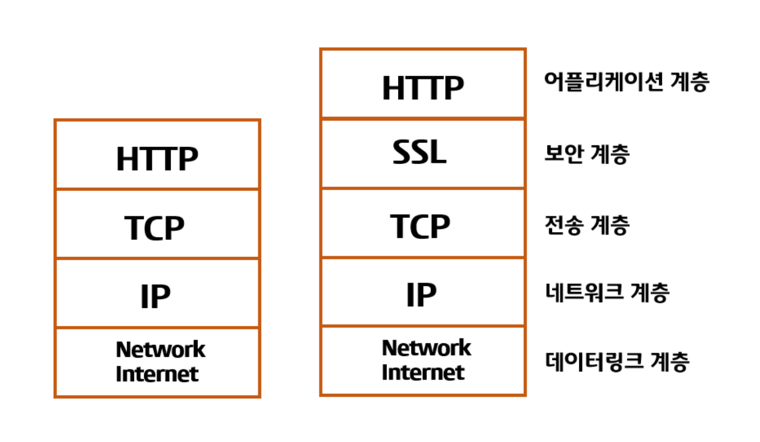 HTTP
TCP
IP
Network
Internet
HTTP
SSL
TCP
IP
Network
Internet
어플리케이션 계층
보안 계층
전송 계층
네트워크 계층
데이터링크 계층